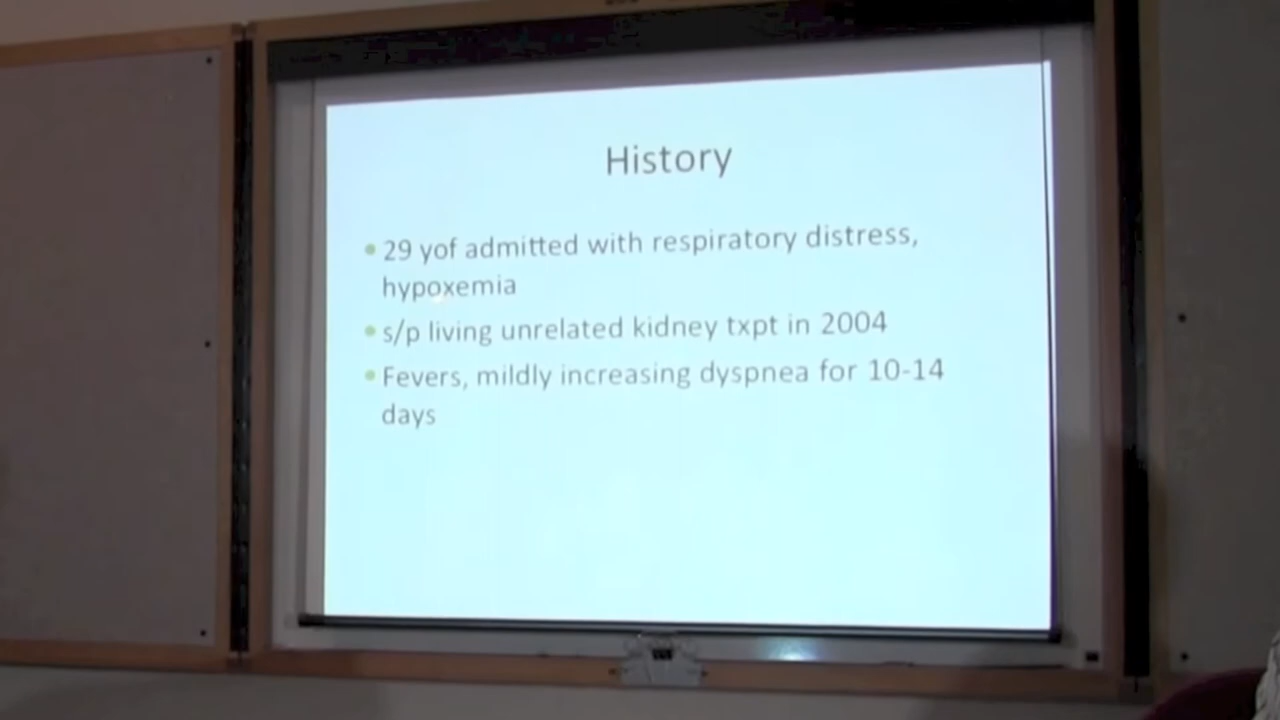 History
• 29 yof admitted with respiratory distress,
hypoxemia
• s/p living unrelated kidney txpt in 2004
• Fevers, mildly increasing dyspnea for 10-14
days